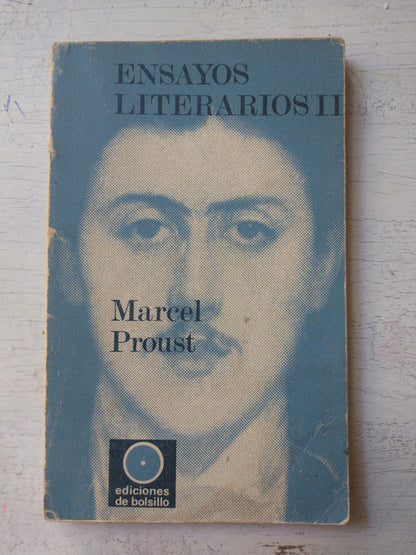 ENSAYOS
LITERARIOS II
Marcel
Proust
ediciones
de bolsillo